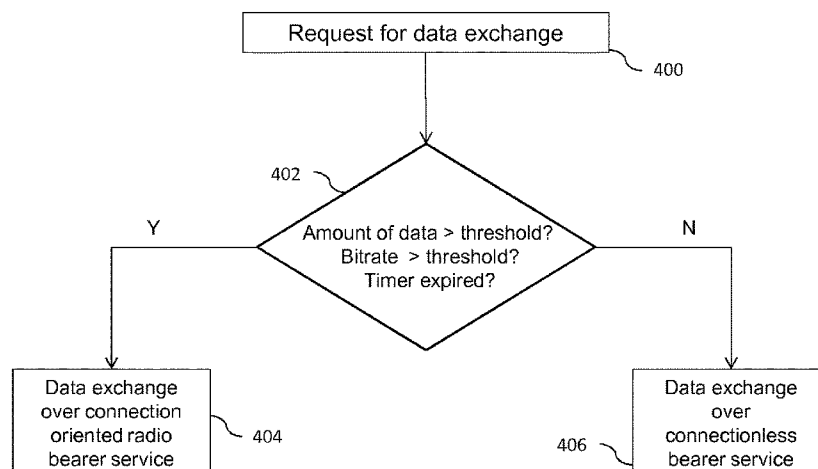 Request for data exchange
400
402
Amount of data > threshold?
Bitrate > threshold?
Timer expired?
Y
N
Data exchange
over connection
oriented radio
bearer service
404
Data exchange
over
connectionless
bearer service
406